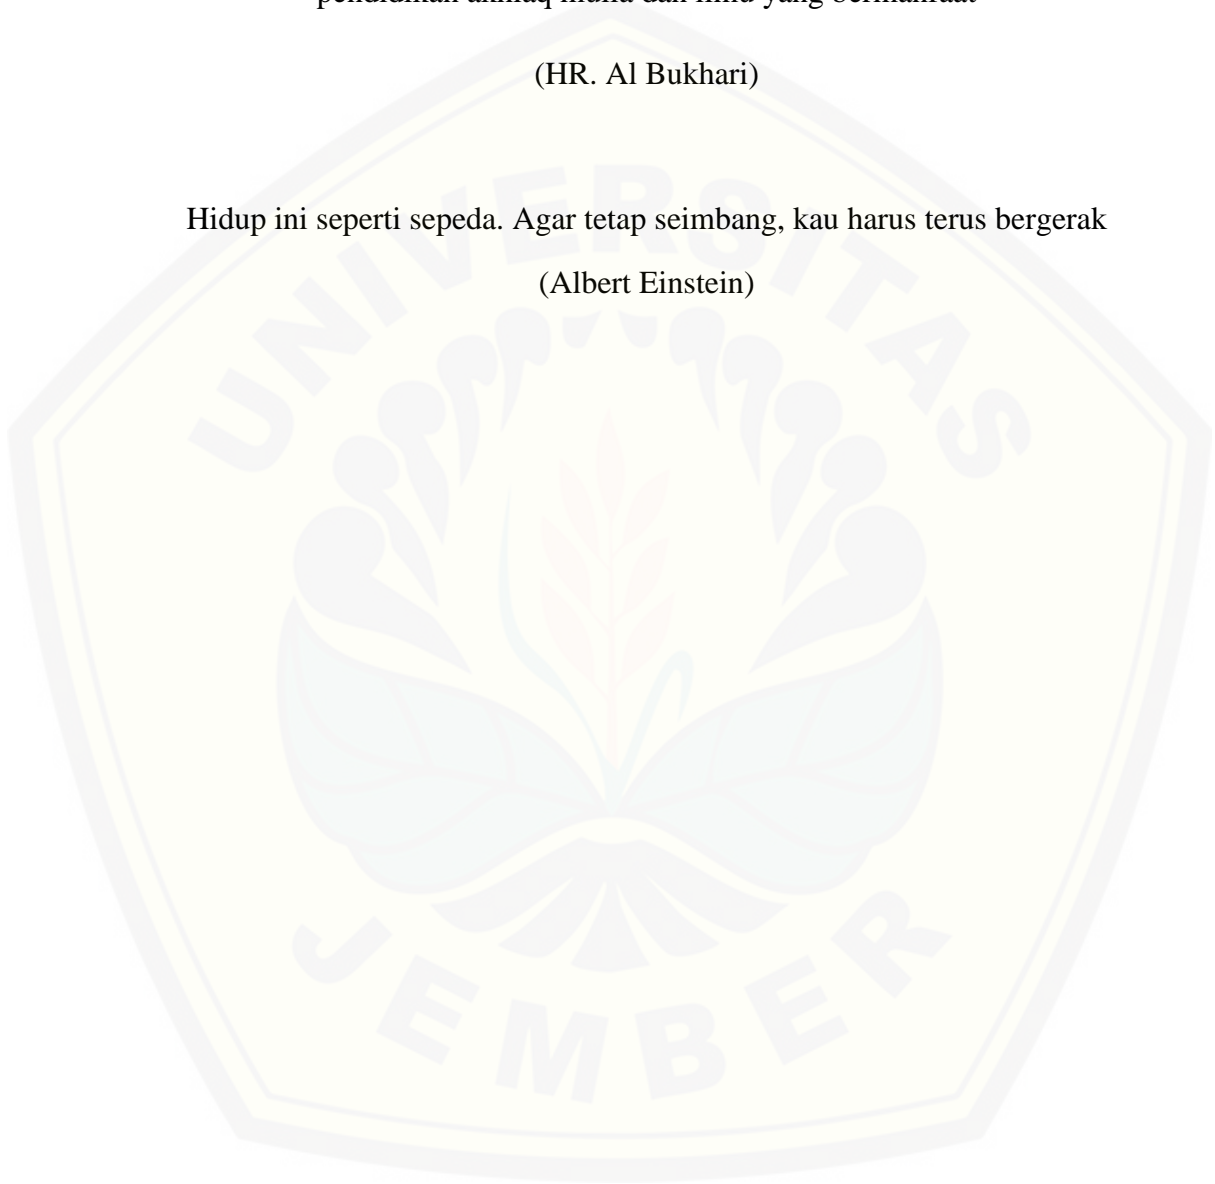 (HR. Al Bukhari)
Hidup ini seperti sepeda. Agar tetap seimbang, kau harus terus bergerak
(Albert Einstein)
UNIVERSITAS
JEMBER